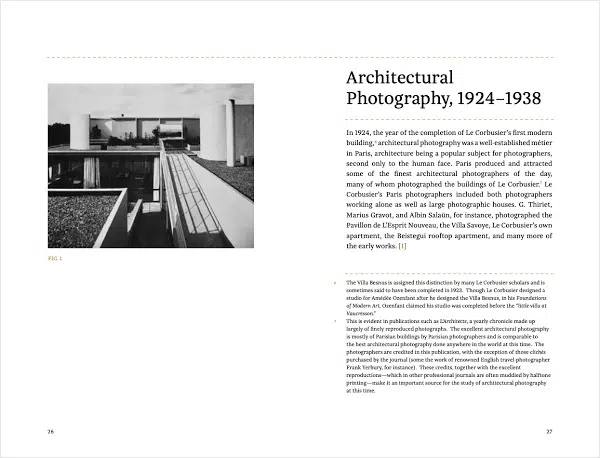 Architectural
Photography, 1924–1938
In 1924, the year of the completion of Le Corbusier's first modern
building, architectural photography was a well-established métier
in Paris, architecture being a popular subject for photographers,
second only to the human face. Paris produced and attracted
some of the finest architectural photographers of the day,
many of whom photographed the buildings of Le Corbusier. Le
Corbusier's Paris photographers included both photographers
working alone as well as large photographic houses. G. Thiriet,
Marius Gravot, and Albin Salaün, for instance, photographed the
Pavillon de L'Esprit Nouveau, the Villa Savoye, Le Corbusier's own
apartment, the Beistegui rooftop apartment, and many more of
the early works. [1]
FIG 1
The Villa Besnus is assigned this distinction by many Le Corbusier scholars and is
sometimes said to have been completed in 1923. Though Le Corbusier designed a
studio for Amédée Ozenfant after he designed the Villa Besnus, in his Foundations
of Modern Art, Ozenfant claimed his studio was completed before the "little villa at
Vaucresson."
This is evident in publications such as L'Architecte, a yearly chronicle made up
largely of finely reproduced photographs. The excellent architectural photography
is mostly of Parisian buildings by Parisian photographers and is comparable to
the best architectural photography done anywhere in the world at this time. The
photographers are credited in this publication, with the exception of those clichés
purchased by the journal (some the work of renowned English travel photographer
Frank Yerbury, for instance). These credits, together with the excellent
reproductions—which in other professional journals are often muddied by halftone
printing—make it an important source for the study of architectural photography
at this time.
26
27